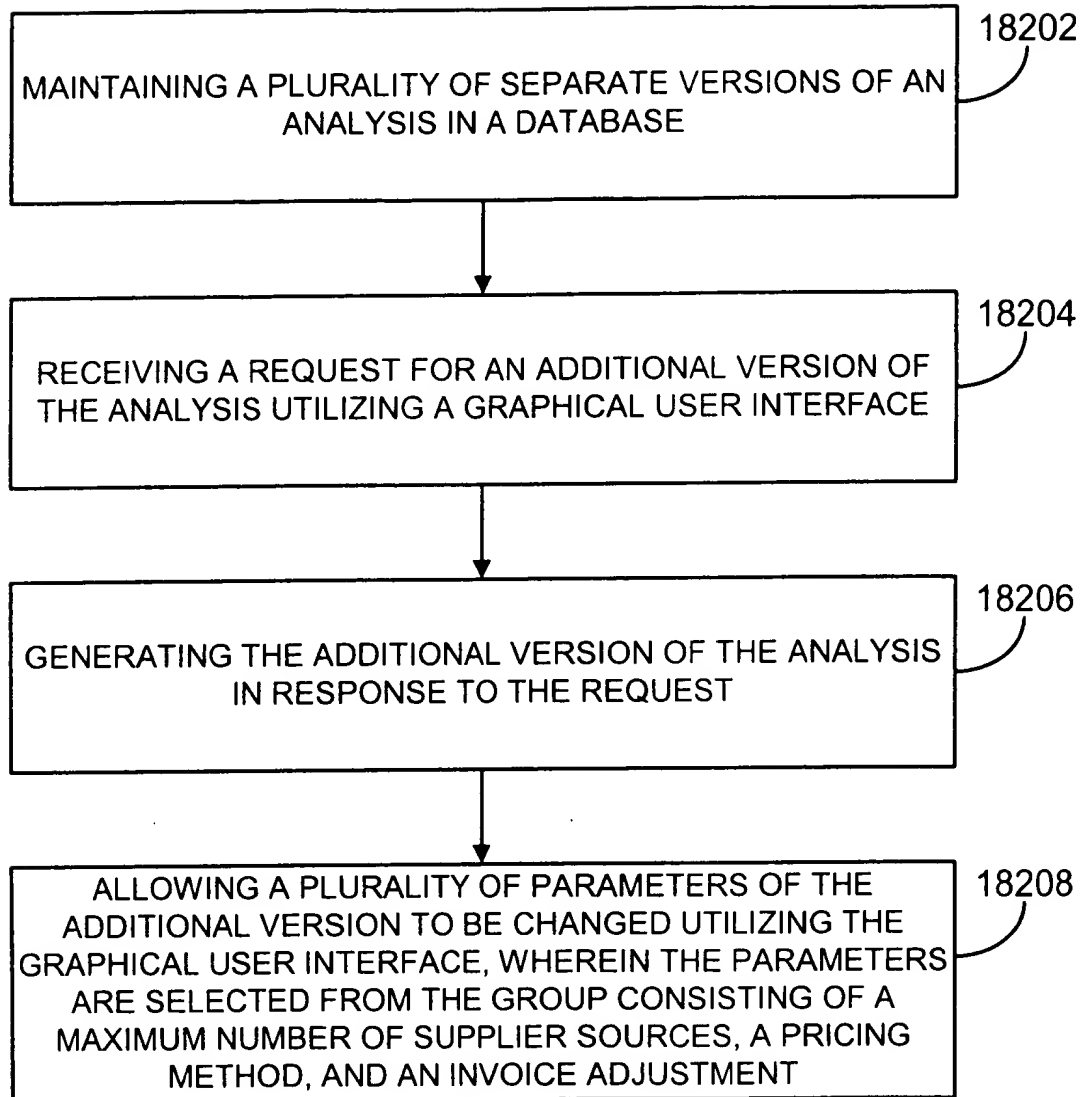 18202
MAINTAINING A PLURALITY OF SEPARATE VERSIONS OF AN
ANALYSIS IN A DATABASE
18204
RECEIVING A REQUEST FOR AN ADDITIONAL VERSION OF
THE ANALYSIS UTILIZING A GRAPHICAL USER INTERFACE
18206
GENERATING THE ADDITIONAL VERSION OF THE ANALYSIS
IN RESPONSE TO THE REQUEST
18208
ALLOWING A PLURALITY OF PARAMETERS OF THE
ADDITIONAL VERSION TO BE CHANGED UTILIZING THE
GRAPHICAL USER INTERFACE, WHEREIN THE PARAMETERS
ARE SELECTED FROM THE GROUP CONSISTING OF A
MAXIMUM NUMBER OF SUPPLIER SOURCES, A PRICING
METHOD, AND AN INVOICE ADJUSTMENT